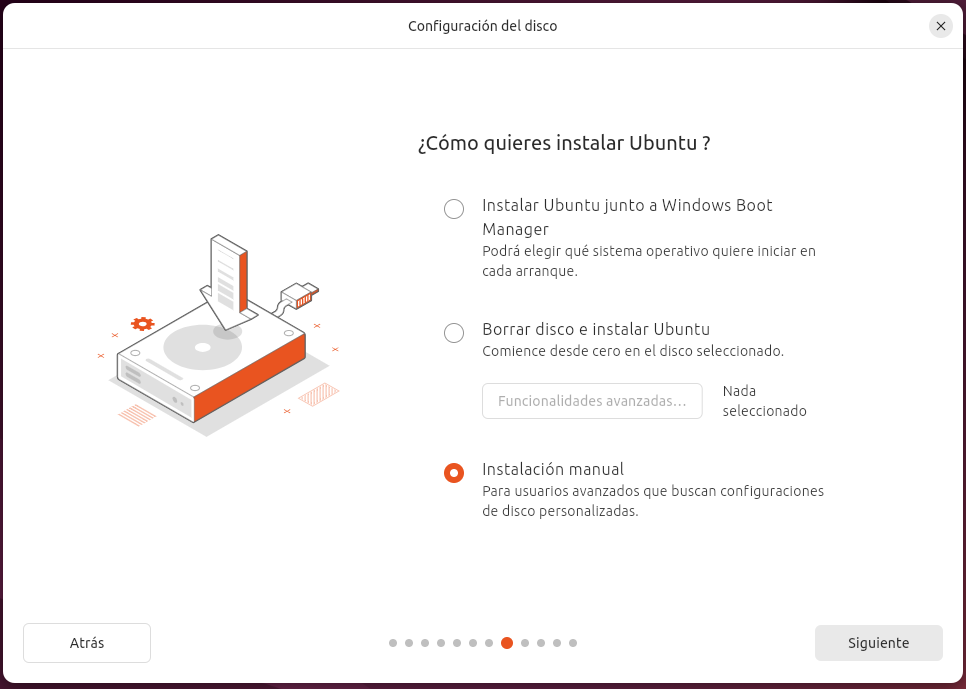 Configuración del disco
¿Cómo quieres instalar Ubuntu ?
Instalar Ubuntu junto a Windows Boot
Manager
Podrá elegir qué sistema operativo quiere iniciar en
cada arranque.
Borrar disco e instalar Ubuntu
Comience desde cero en el disco seleccionado.
Funcionalidades avanzadas...
Nada
seleccionado
Instalación manual
Para usuarios avanzados que buscan configuraciones
de disco personalizadas.
Atrás
Siguiente